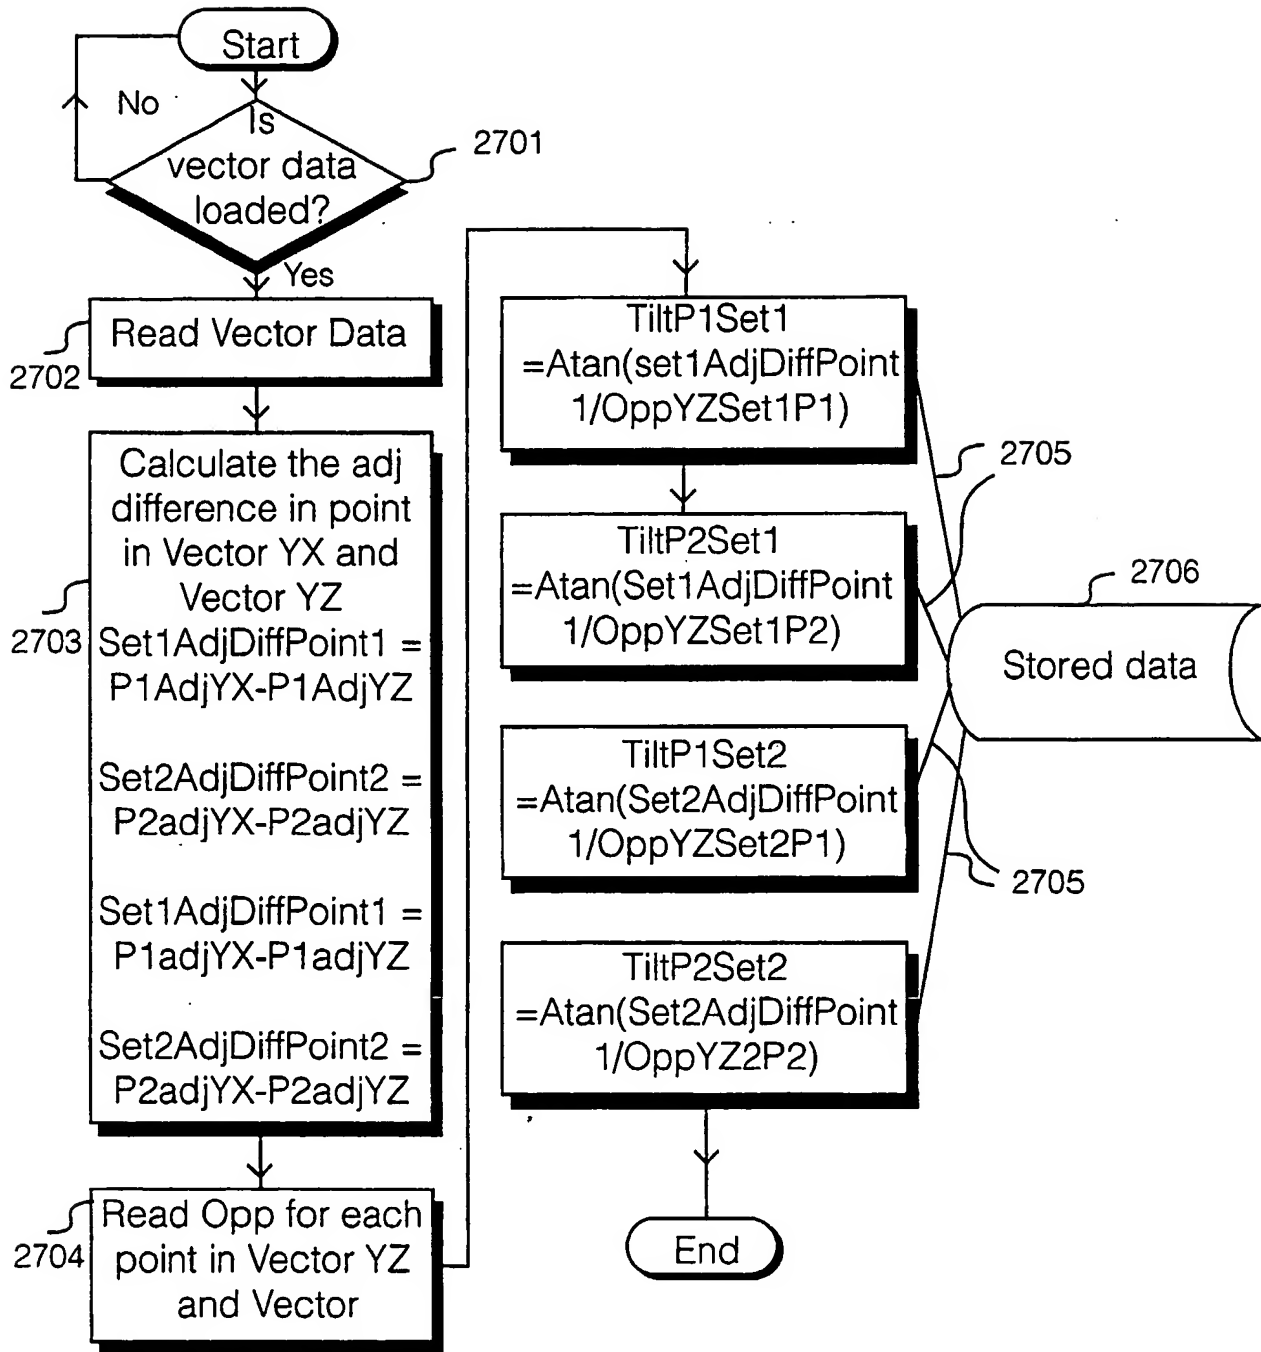 Start
No
Is
vector data
loaded?
2701
Yes
Read Vector Data
2702
Calculate the adj
difference in point
in Vector YX and
Vector YZ
Set1AdjDiffPoint1 =
P1AdjYX-P1AdjYZ
Set2AdjDiffPoint2 =
P2adjYX-P2adjYZ
Set1AdjDiffPoint1 =
P1adjYX-P1adjYZ
Set2AdjDiffPoint2 =
P2adjYX-P2adjYZ
2703
Read Opp for each
point in Vector YZ
and Vector
2704
TiltP1Set1
=Atan(set1AdjDiffPoint
1/OppYZSet1P1)
TiltP2Set1
=Atan(Set1AdjDiffPoint
1/OppYZSet1P2)
TiltP1Set2
=Atan(Set2AdjDiffPoint
1/OppYZSet2P1)
TiltP2Set2
=Atan(Set2AdjDiffPoint
1/OppYZ2P2)
2705
2706
Stored data
2705
End